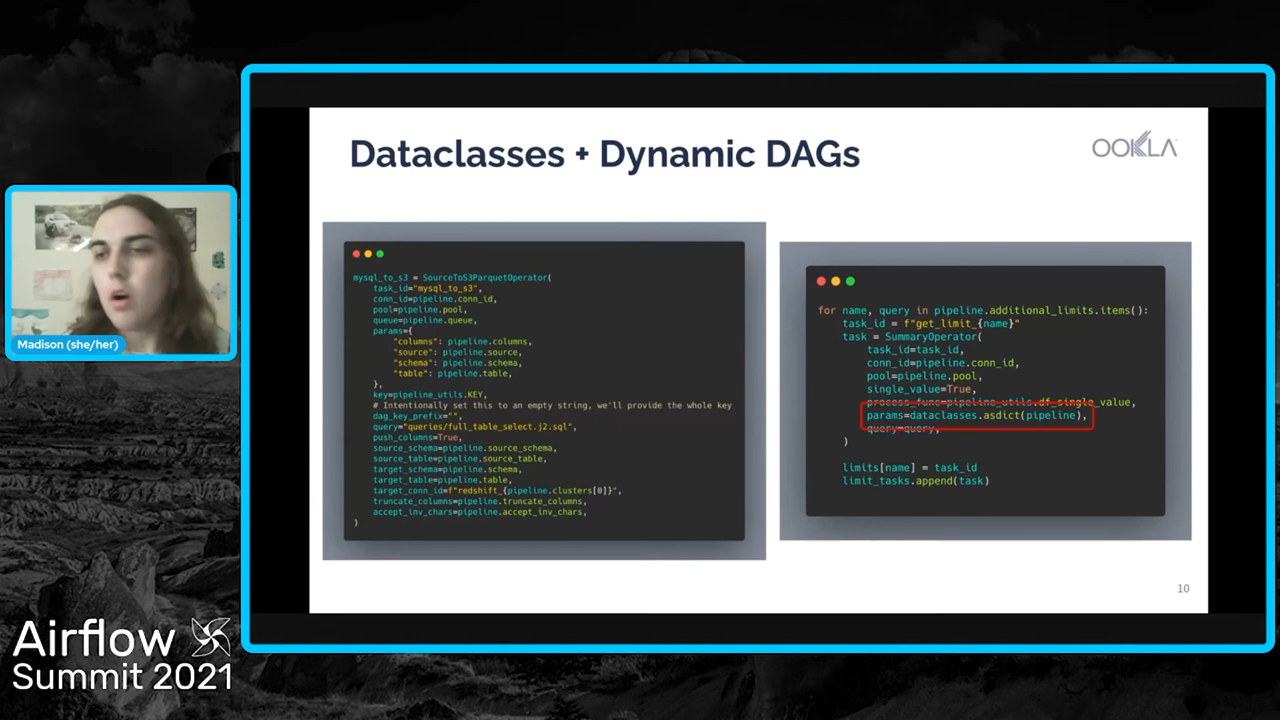 Dataclasses + Dynamic DAGs
OOKLA
mysql_to_s3 = SourceToS3ParquetOperator(
task_id="mysql_to_s3",
conn_id=pipeline.conn_id,
pool=pipeline.pool,
queue=pipeline.queue,
params={
"columns": pipeline.columns,
"source": pipeline.source,
"schema": pipeline.schema,
"table": pipeline.table,
},
key=pipeline_utils.KEY,
# Intentionally set this to an empty string, we'll provide the whole key
dag_key_prefix="",
query="queries/full_table_select.j2.sql",
push_columns=True,
source_schema=pipeline.source_schema,
source_table=pipeline.source_table,
target_schema=pipeline.schema,
target_table=pipeline.table,
target_conn_id=f"redshift_{pipeline.clusters[0]}",
truncate_columns=pipeline.truncate_columns,
accept_inv_chars=pipeline.accept_inv_chars,
)
for name, query in pipeline.additional_limits.items():
task_id = f"get_limit_{name}"
task = SummaryOperator(
task_id=task_id,
conn_id=pipeline.conn_id,
pool=pipeline.pool,
single_value=True,
process_func=pipeline_utils.df_single_value,
params=dataclasses.asdict(pipeline),
query=query,
)
limits[name] = task_id
limit_tasks.append(task)
10
Madison (she/her)
Airflow
Summit 2021